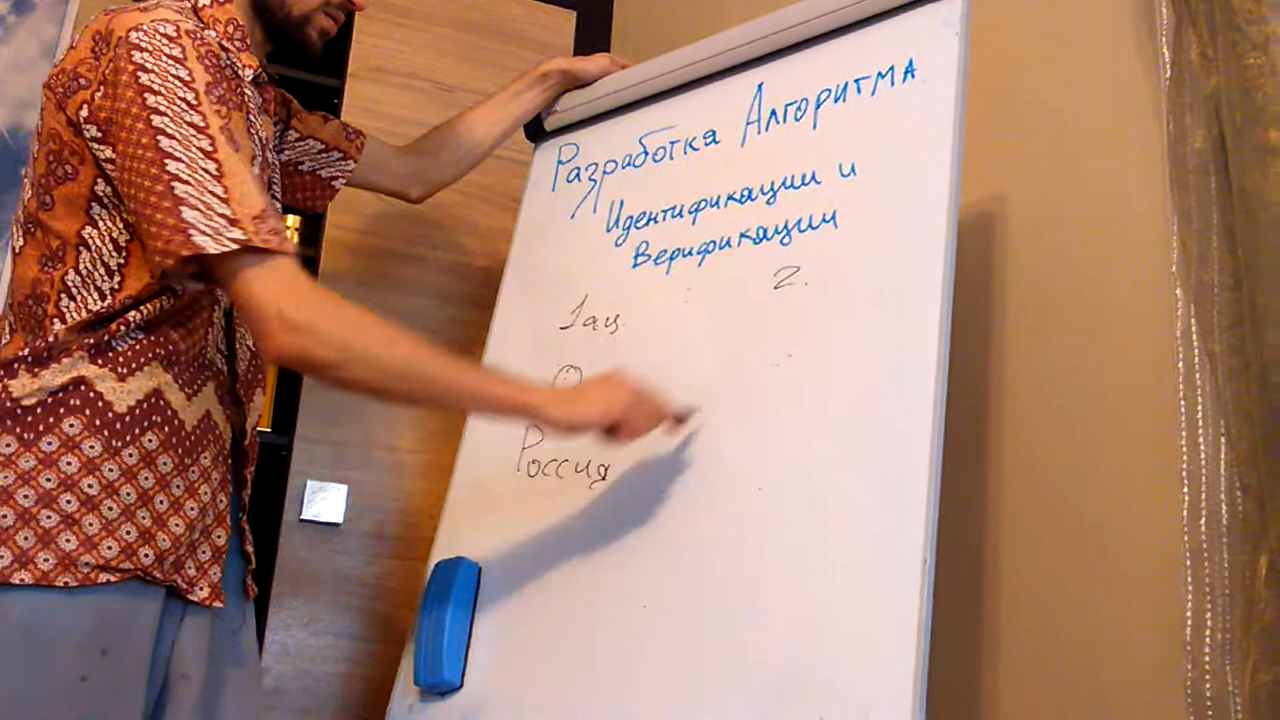 Разработка Алгоритма
Идентификации и
Верификации
2.
1ац.
Россия